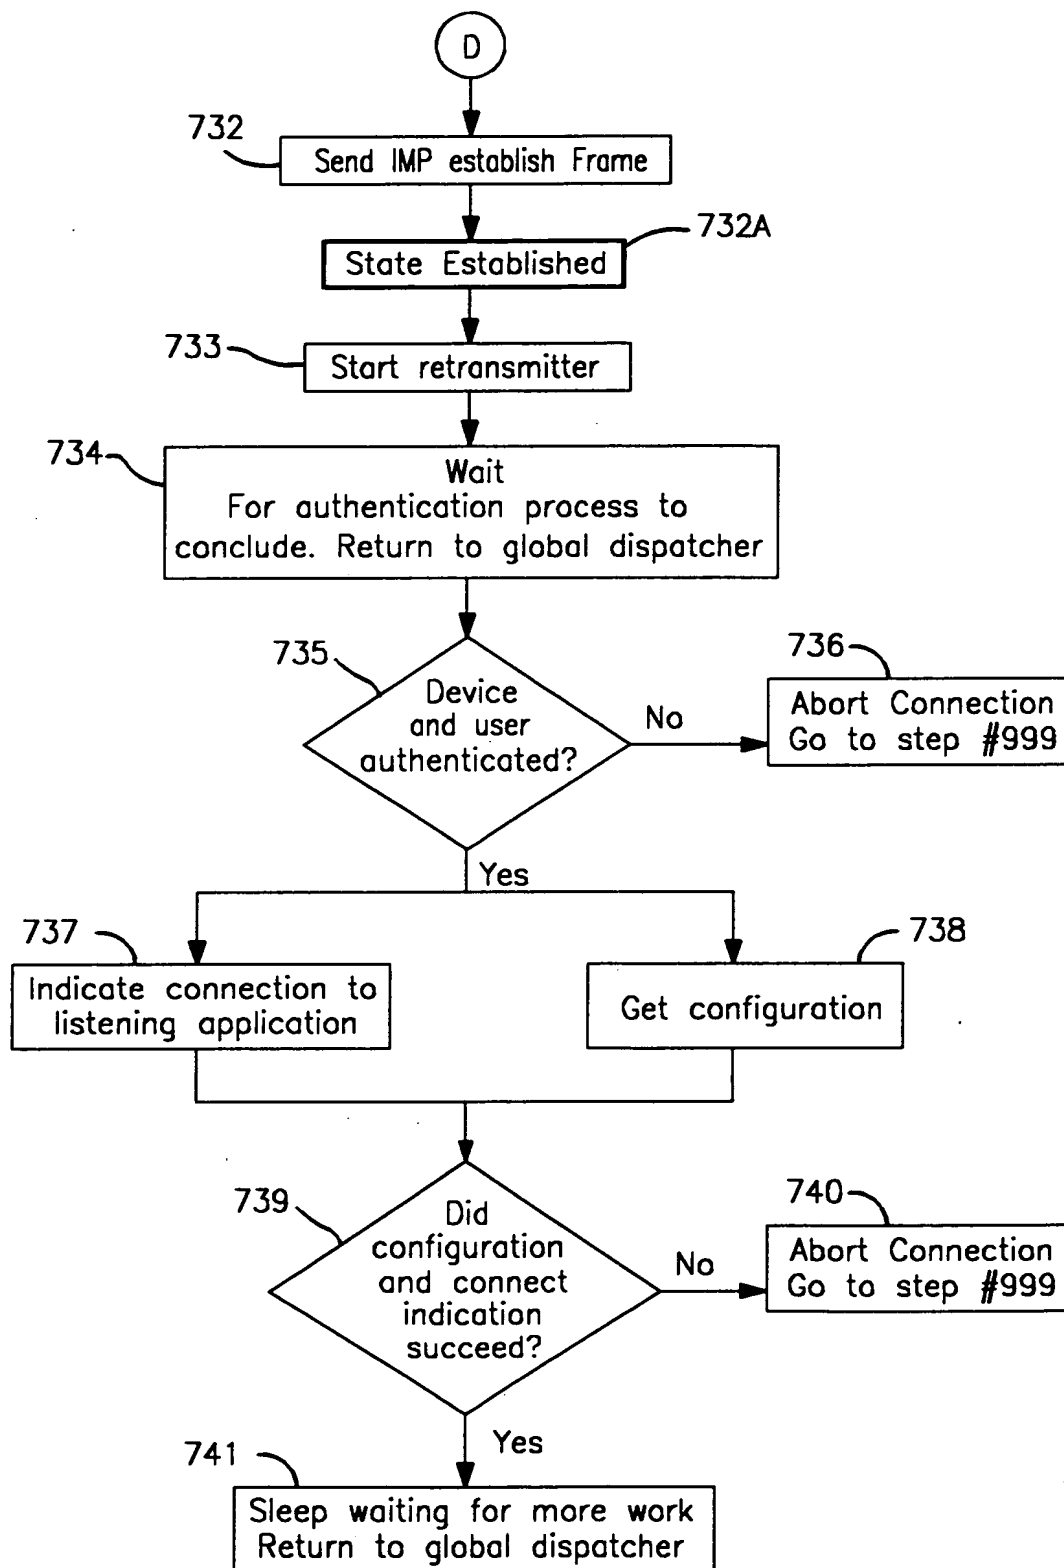 D
732
Send IMP establish Frame
732A
State Established
733
Start retransmitter
734
Wait
For authentication process to
conclude. Return to global dispatcher
735
Device
and user
authenticated?
No
736
Abort Connection
Go to step #999
Yes
737
Indicate connection to
listening application
738
Get configuration
739
Did
configuration
and connect
indication
succeed?
No
740
Abort Connection
Go to step #999
Yes
741
Sleep waiting for more work
Return to global dispatcher